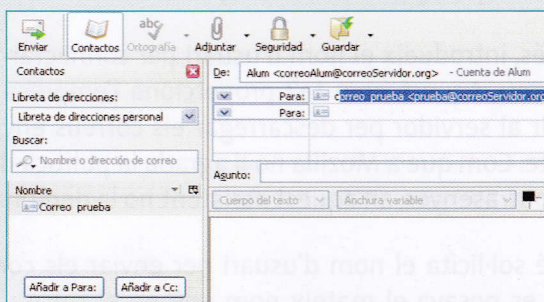 Enviar Contactos Ortografía Adjuntar Seguridad Guardar
Contactos
De: Alum <correoAlum@correoServidor.org> - Cuenta de Alum
Libreta de direcciones:
Para: correo prueba <prueba@correoServidor.org
Libreta de direcciones personal
Para:
Buscar:
Nombre o dirección de correo
Asunto:
Nombre
Cuerpo del texto Anchura variable
Correo prueba
Añadir a Para: Añadir a Cc: